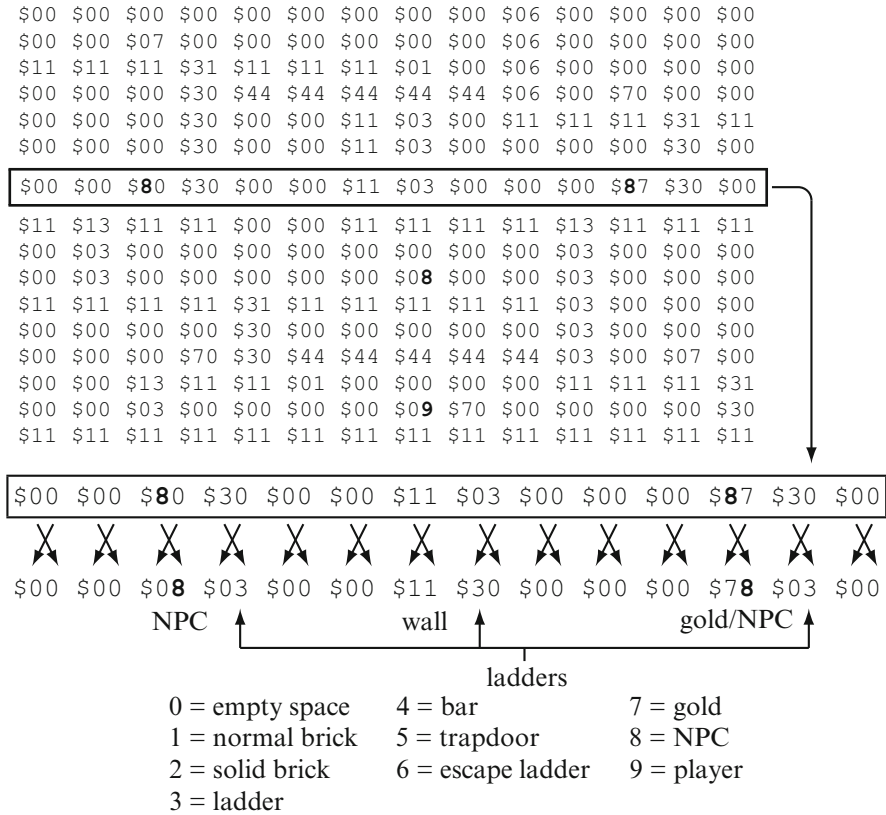 $00 $00 $00 $00 $00 $00 $00 $00 $00 $06 $00 $00 $00 $00
$00 $00 $07 $00 $00 $00 $00 $00 $00 $06 $00 $00 $00 $00
$11 $11 $11 $31 $11 $11 $11 $01 $00 $06 $00 $00 $00 $00
$00 $00 $00 $30 $44 $44 $44 $44 $44 $06 $00 $70 $00 $00
$00 $00 $00 $30 $00 $00 $11 $03 $00 $11 $11 $11 $31 $11
$00 $00 $00 $30 $00 $00 $11 $03 $00 $00 $00 $00 $30 $00
$00 $00 $80 $30 $00 $00 $11 $03 $00 $00 $00 $87 $30 $00
$11 $13 $11 $11 $00 $00 $11 $11 $11 $11 $13 $11 $11 $11
$00 $03 $00 $00 $00 $00 $00 $00 $00 $00 $03 $00 $00 $00
$00 $03 $00 $00 $00 $00 $00 $08 $00 $00 $03 $00 $00 $00
$11 $11 $11 $11 $31 $11 $11 $11 $11 $11 $03 $00 $00 $00
$00 $00 $00 $00 $30 $00 $00 $00 $00 $00 $03 $00 $00 $00
$00 $00 $00 $70 $30 $44 $44 $44 $44 $44 $03 $00 $07 $00
$00 $00 $13 $11 $11 $01 $00 $00 $00 $00 $11 $11 $11 $31
$00 $00 $03 $00 $00 $00 $00 $09 $70 $00 $00 $00 $00 $30
$11 $11 $11 $11 $11 $11 $11 $11 $11 $11 $11 $11 $11 $11
$00 $00 $80 $30 $00 $00 $11 $03 $00 $00 $00 $87 $30 $00
$00 $00 $08 $03 $00 $00 $11 $30 $00 $00 $00 $78 $03 $00
NPC wall gold/NPC
ladders
0 = empty space 4 = bar 7 = gold
1 = normal brick 5 = trapdoor 8 = NPC
2 = solid brick 6 = escape ladder 9 = player
3 = ladder